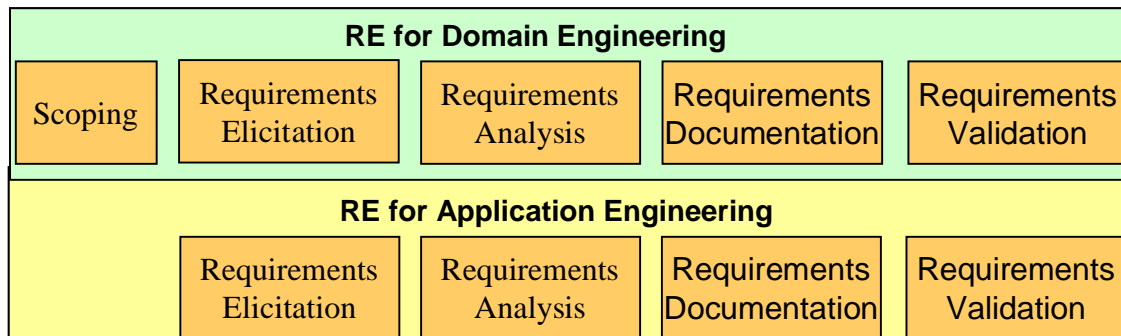 RE for Domain Engineering
Scoping
Requirements
Elicitation
Requirements
Analysis
Requirements
Documentation
Requirements
Validation
RE for Application Engineering
Requirements
Elicitation
Requirements
Analysis
Requirements
Documentation
Requirements
Validation